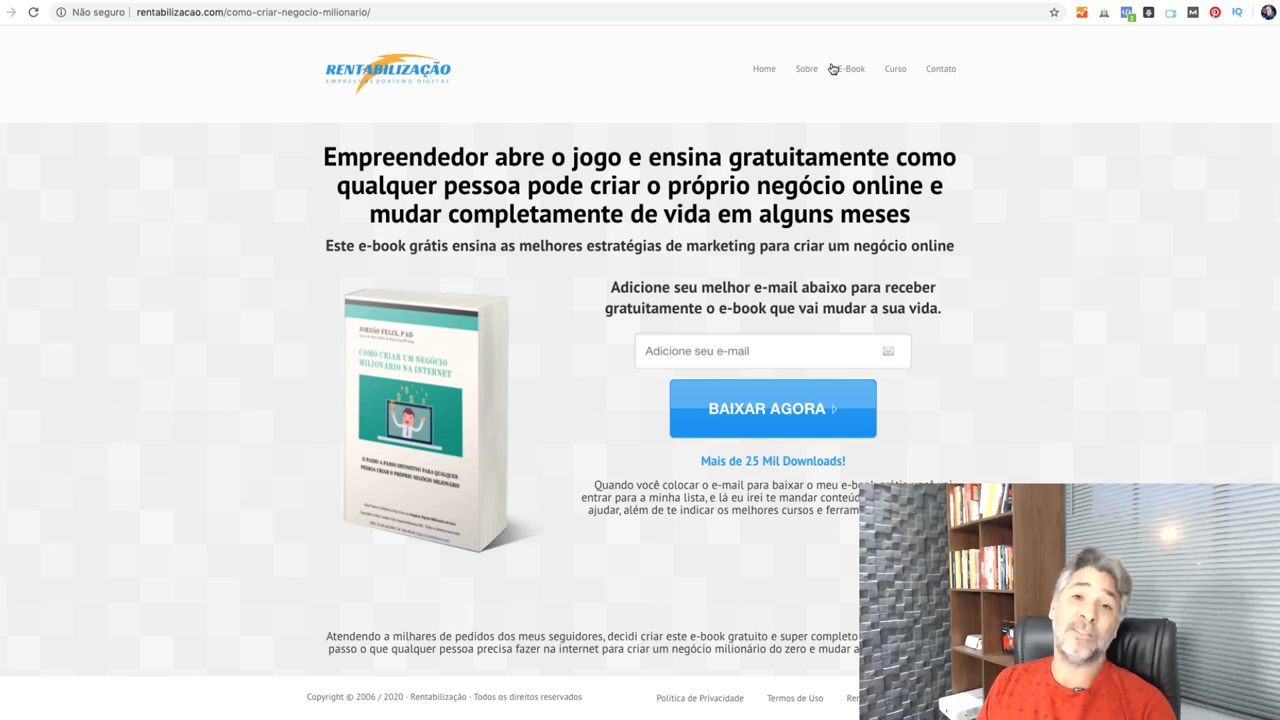 Não seguro
rentabilizacao.com/como-criar-negocio-milionario/
2
IQ
RENTABILIZAÇÃO
EMPREENDEDORISMO DIGITAL
Home
Sobre
E-Book
Curso
Contato
Empreendedor abre o jogo e ensina gratuitamente como
qualquer pessoa pode criar o próprio negócio online e
mudar completamente de vida em alguns meses
Este e-book grátis ensina as melhores estratégias de marketing para criar um negócio online
JORDÃO FELIX, PhD
COMO CRIAR UM NEGÓCIO
MILIONÁRIO NA INTERNET
O PASSO A PASSO DEFINITIVO PARA QUALQUER
PESSOA CRIAR O PRÓPRIO NEGÓCIO MILIONÁRIO
Adicione seu melhor e-mail abaixo para receber
gratuitamente o e-book que vai mudar a sua vida.
Adicione seu e-mail
BAIXAR AGORA
Mais de 25 Mil Downloads!
Quando você colocar o e-mail para baixar o meu e-book grátis você vai
entrar para a minha lista, e lá eu irei te mandar
ajudar, além de te indicar os melhores cursos e
Atendendo a milhares de pedidos dos meus seguidores, decidi criar este e-book gratuito e super completo
passo o que qualquer pessoa precisa fazer na internet para criar um negócio milionário do zero e mudar a
Copyright © 2006 / 2020 · Rentabilização · Todos os direitos reservados
Política de Privacidade
Termos de Uso